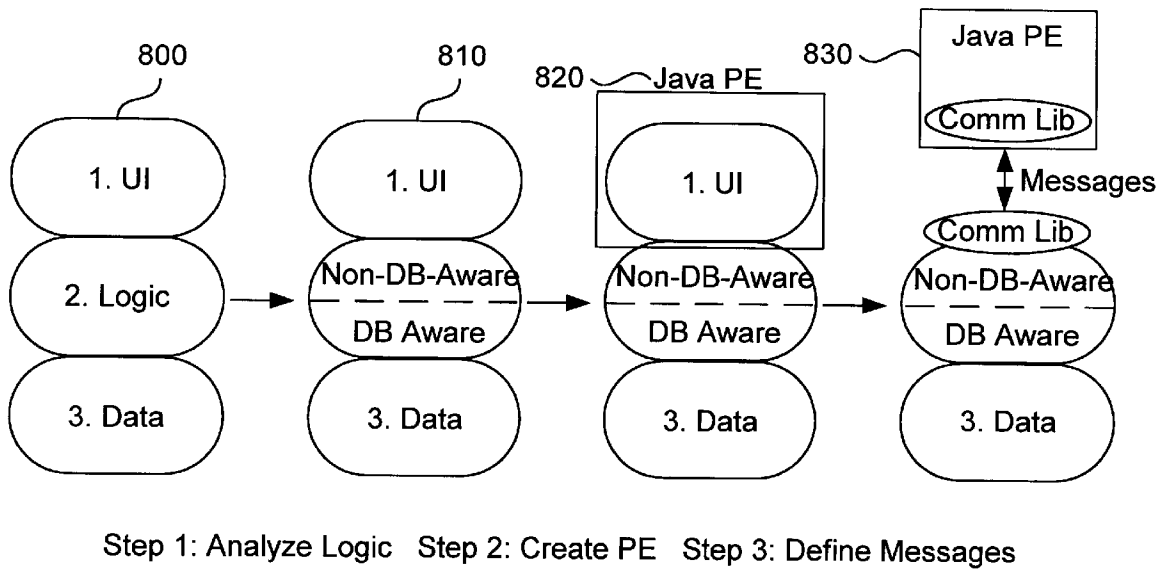 800
810
820
Java PE
830
Java PE
Comm Lib
Messages
Comm Lib
1. UI
1. UI
1. UI
2. Logic
Non-DB-Aware
DB Aware
Non-DB-Aware
DB Aware
Non-DB-Aware
DB Aware
3. Data
3. Data
3. Data
3. Data
Step 1: Analyze Logic Step 2: Create PE Step 3: Define Messages